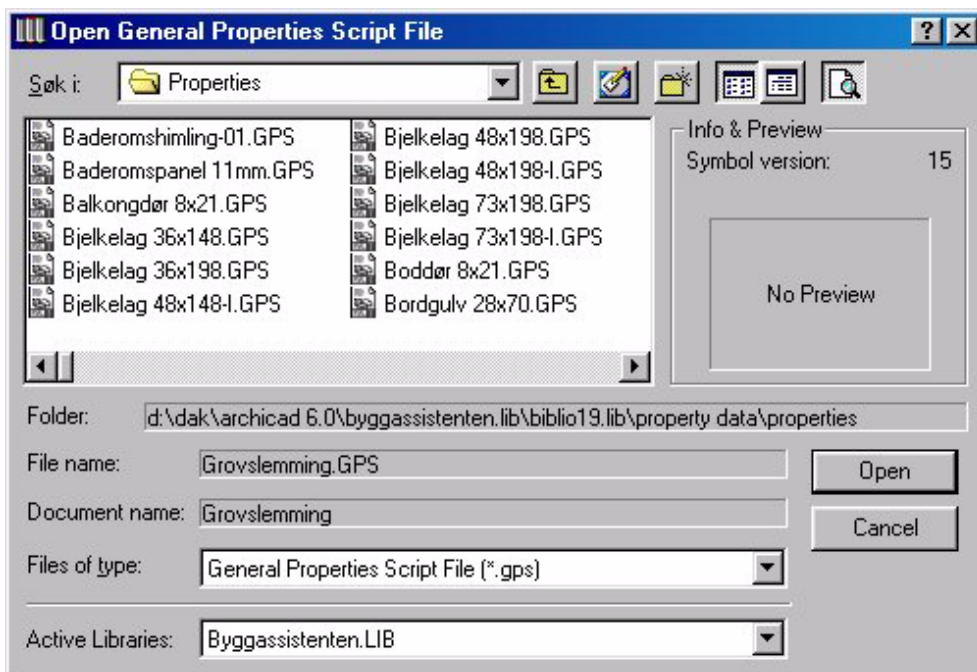 Open General Properties Script File
Søk i: Properties
Baderomshimling-01.GPS
Baderomspanel 11mm.GPS
Balkongdør 8x21.GPS
Bjelkelag 36x148.GPS
Bjelkelag 36x198.GPS
Bjelkelag 48x148-I.GPS
Bjelkelag 48x198.GPS
Bjelkelag 48x198-I.GPS
Bjelkelag 73x198.GPS
Bjelkelag 73x198-I.GPS
Boddør 8x21.GPS
Bordgulv 28x70.GPS
Info & Preview
Symbol version: 15
No Preview
Folder: d:\dak\archicad 6.0\byggassistenten.lib\biblio19.lib\property data\properties
File name: Grovslemming.GPS
Open
Document name: Grovslemming
Cancel
Files of type: General Properties Script File (*.gps)
Active Libraries: Byggassistenten.LIB